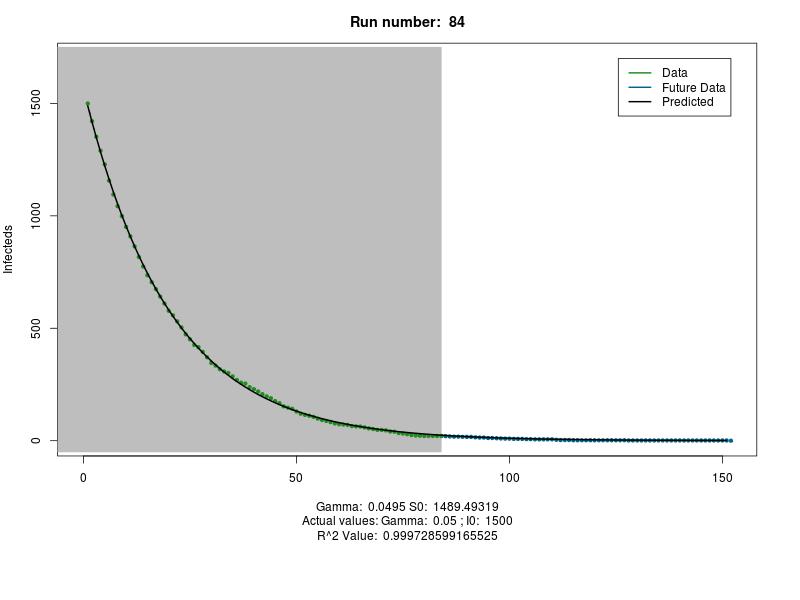 Run number: 84
Data
Future Data
Predicted
Infecteds
1500
1000
500
0
0 50 100 150
Gamma: 0.0495 S0: 1489.49319
Actual values: Gamma: 0.05 ; I0: 1500
R^2 Value: 0.999728599165525